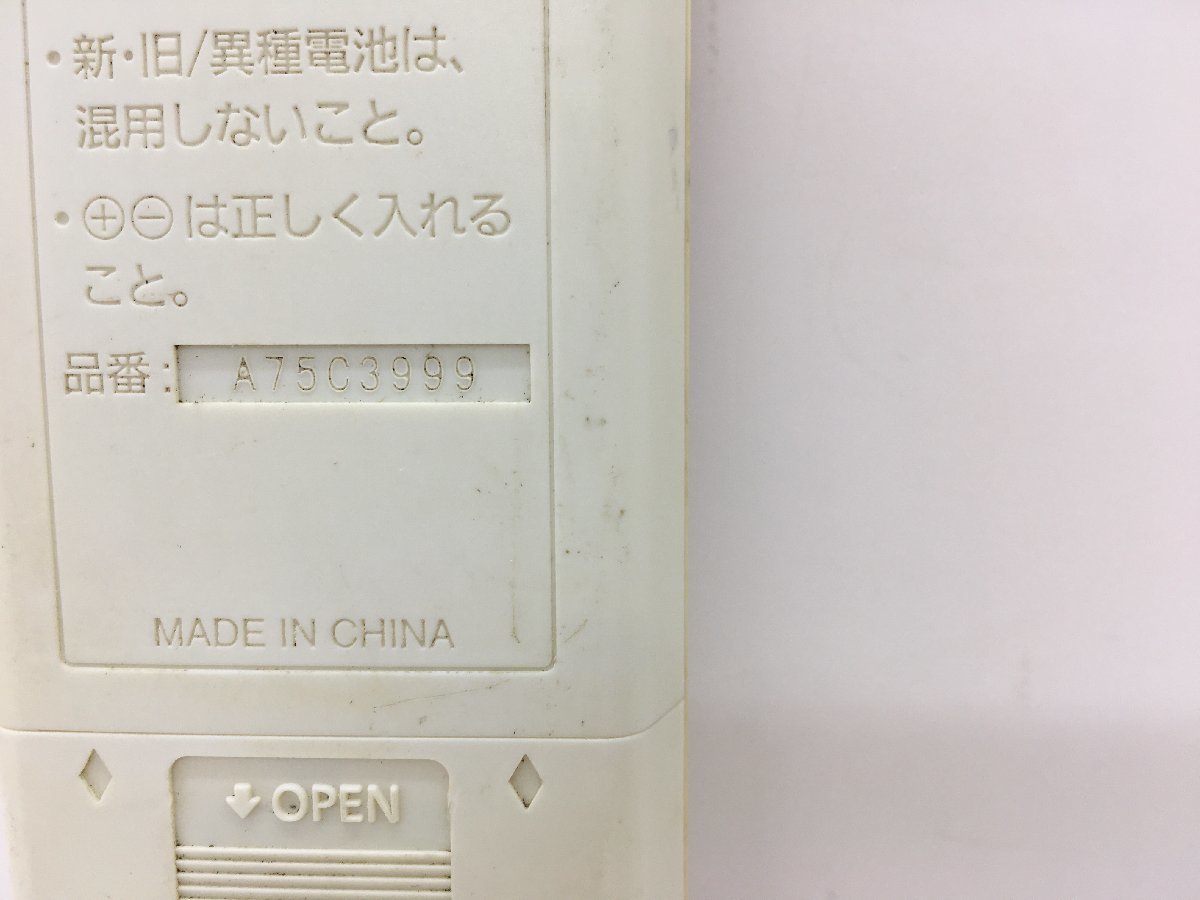 ・新・旧/異種電池は、
混用しないこと。
・⊕⊖は正しく入れる
こと。
品番: A75C3999
MADE IN CHINA
↓OPEN